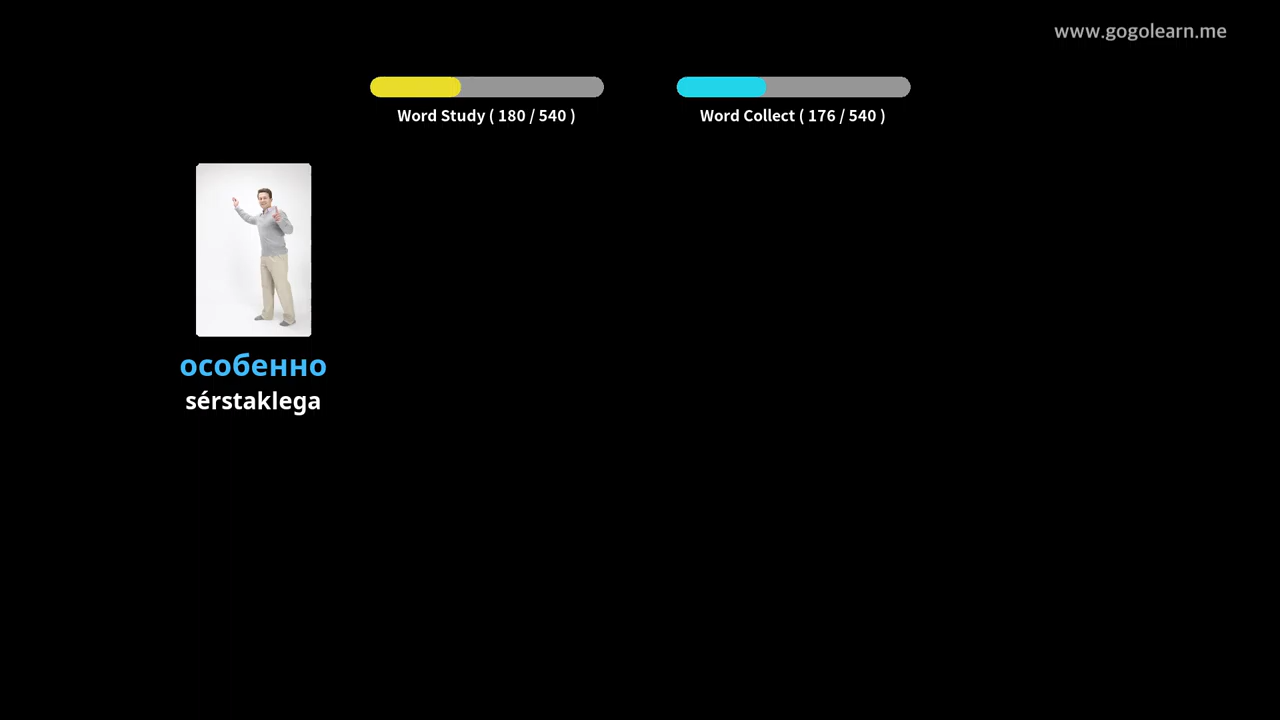 www.gogolearn.me
Word Study ( 180 / 540 )
Word Collect ( 176 / 540 )
особенно
sérstaklega